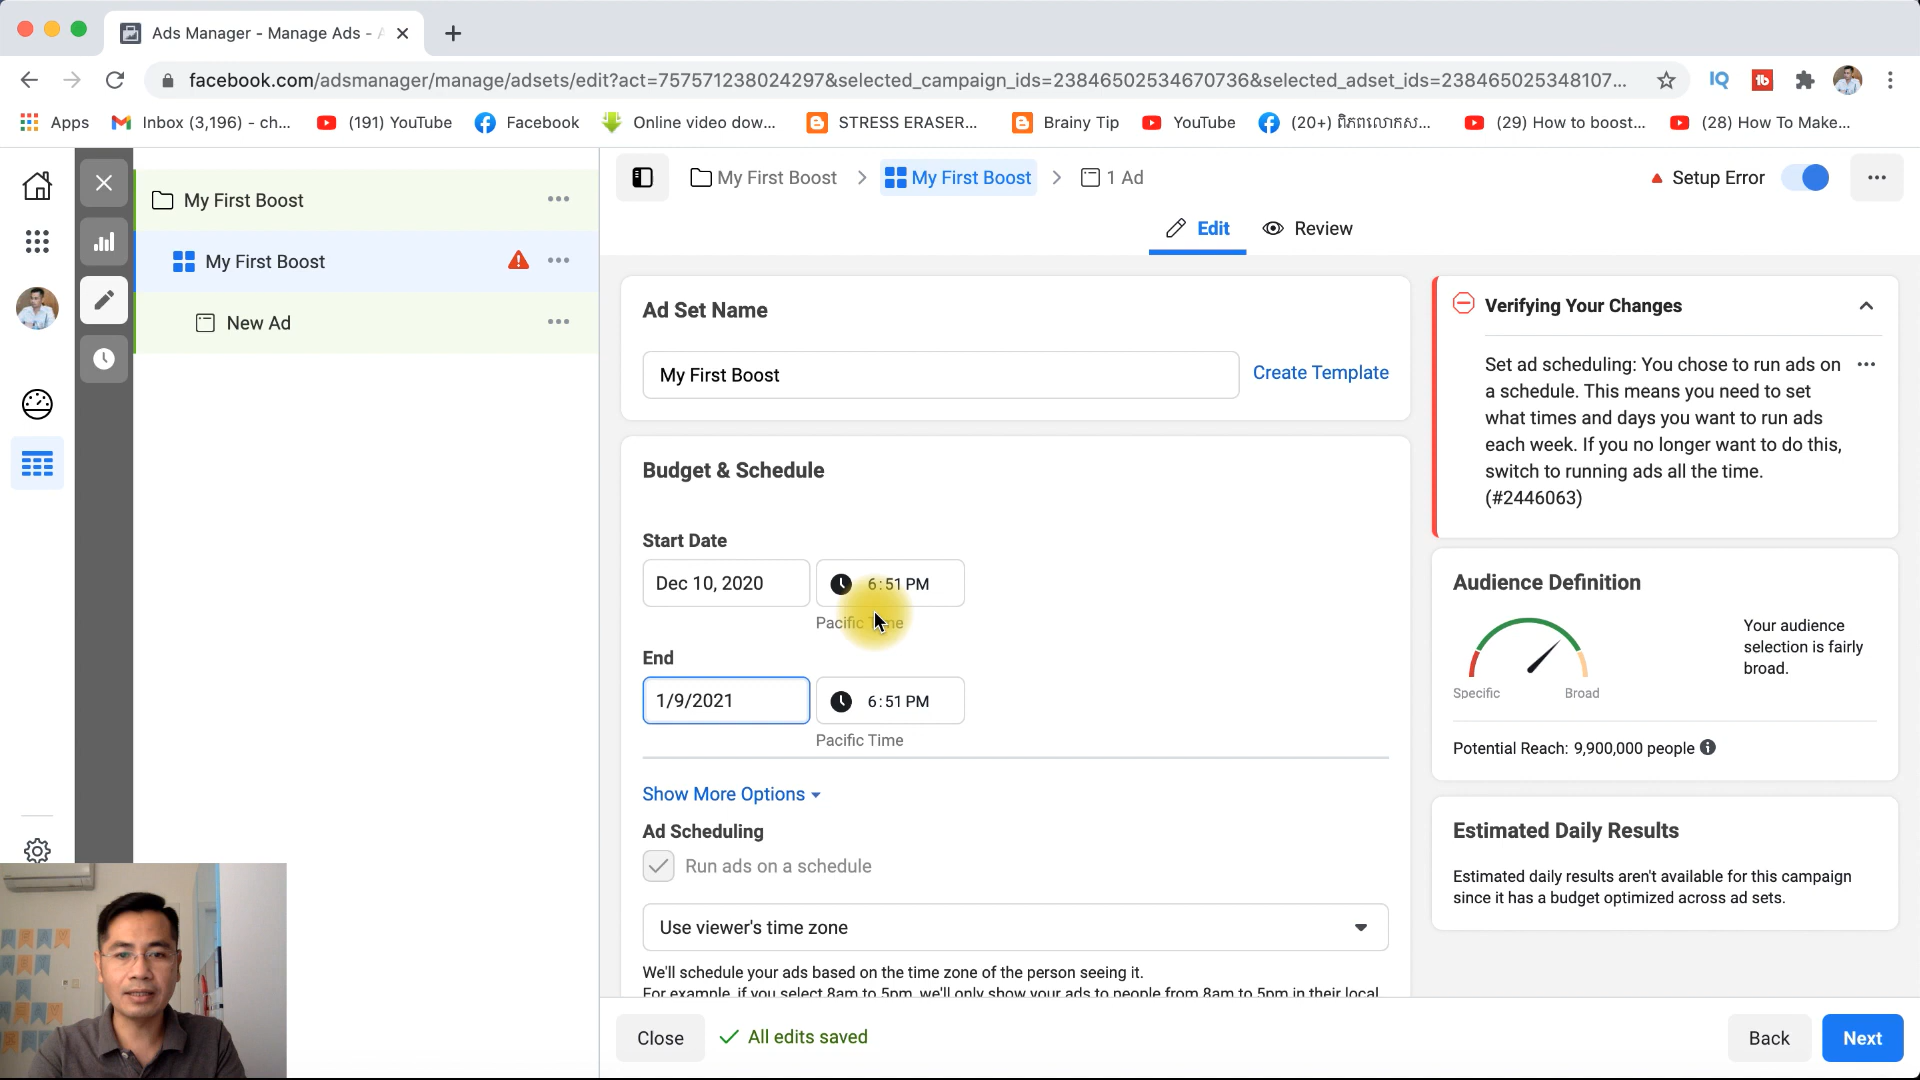 Ads Manager - Manage Ads - A
facebook.com/adsmanager/manage/adsets/edit?act=757571238024297&selected_campaign_ids=23846502534670736&selected_adset_ids=238465025348107...
IQ
tb
Apps
Inbox (3,196) - ch...
(191) YouTube
Facebook
Online video dow...
STRESS ERASER...
Brainy Tip
YouTube
(20+) ពិភពលោកស...
(29) How to boost...
(28) How To Make...
My First Boost
My First Boost
New Ad
My First Boost
My First Boost
1 Ad
Setup Error
Edit
Review
Ad Set Name
My First Boost
Create Template
Budget & Schedule
Start Date
Dec 10, 2020
6:51 PM
Pacific Time
End
1/9/2021
6:51 PM
Pacific Time
Show More Options
Ad Scheduling
Run ads on a schedule
Use viewer's time zone
We'll schedule your ads based on the time zone of the person seeing it.
For example, if you select 8am to 5pm, we'll only show your ads to people from 8am to 5pm in their local
Verifying Your Changes
Set ad scheduling: You chose to run ads on
a schedule. This means you need to set
what times and days you want to run ads
each week. If you no longer want to do this,
switch to running ads all the time.
(#2446063)
Audience Definition
Specific
Broad
Your audience
selection is fairly
broad.
Potential Reach: 9,900,000 people
Estimated Daily Results
Estimated daily results aren't available for this campaign
since it has a budget optimized across ad sets.
Close
All edits saved
Back
Next